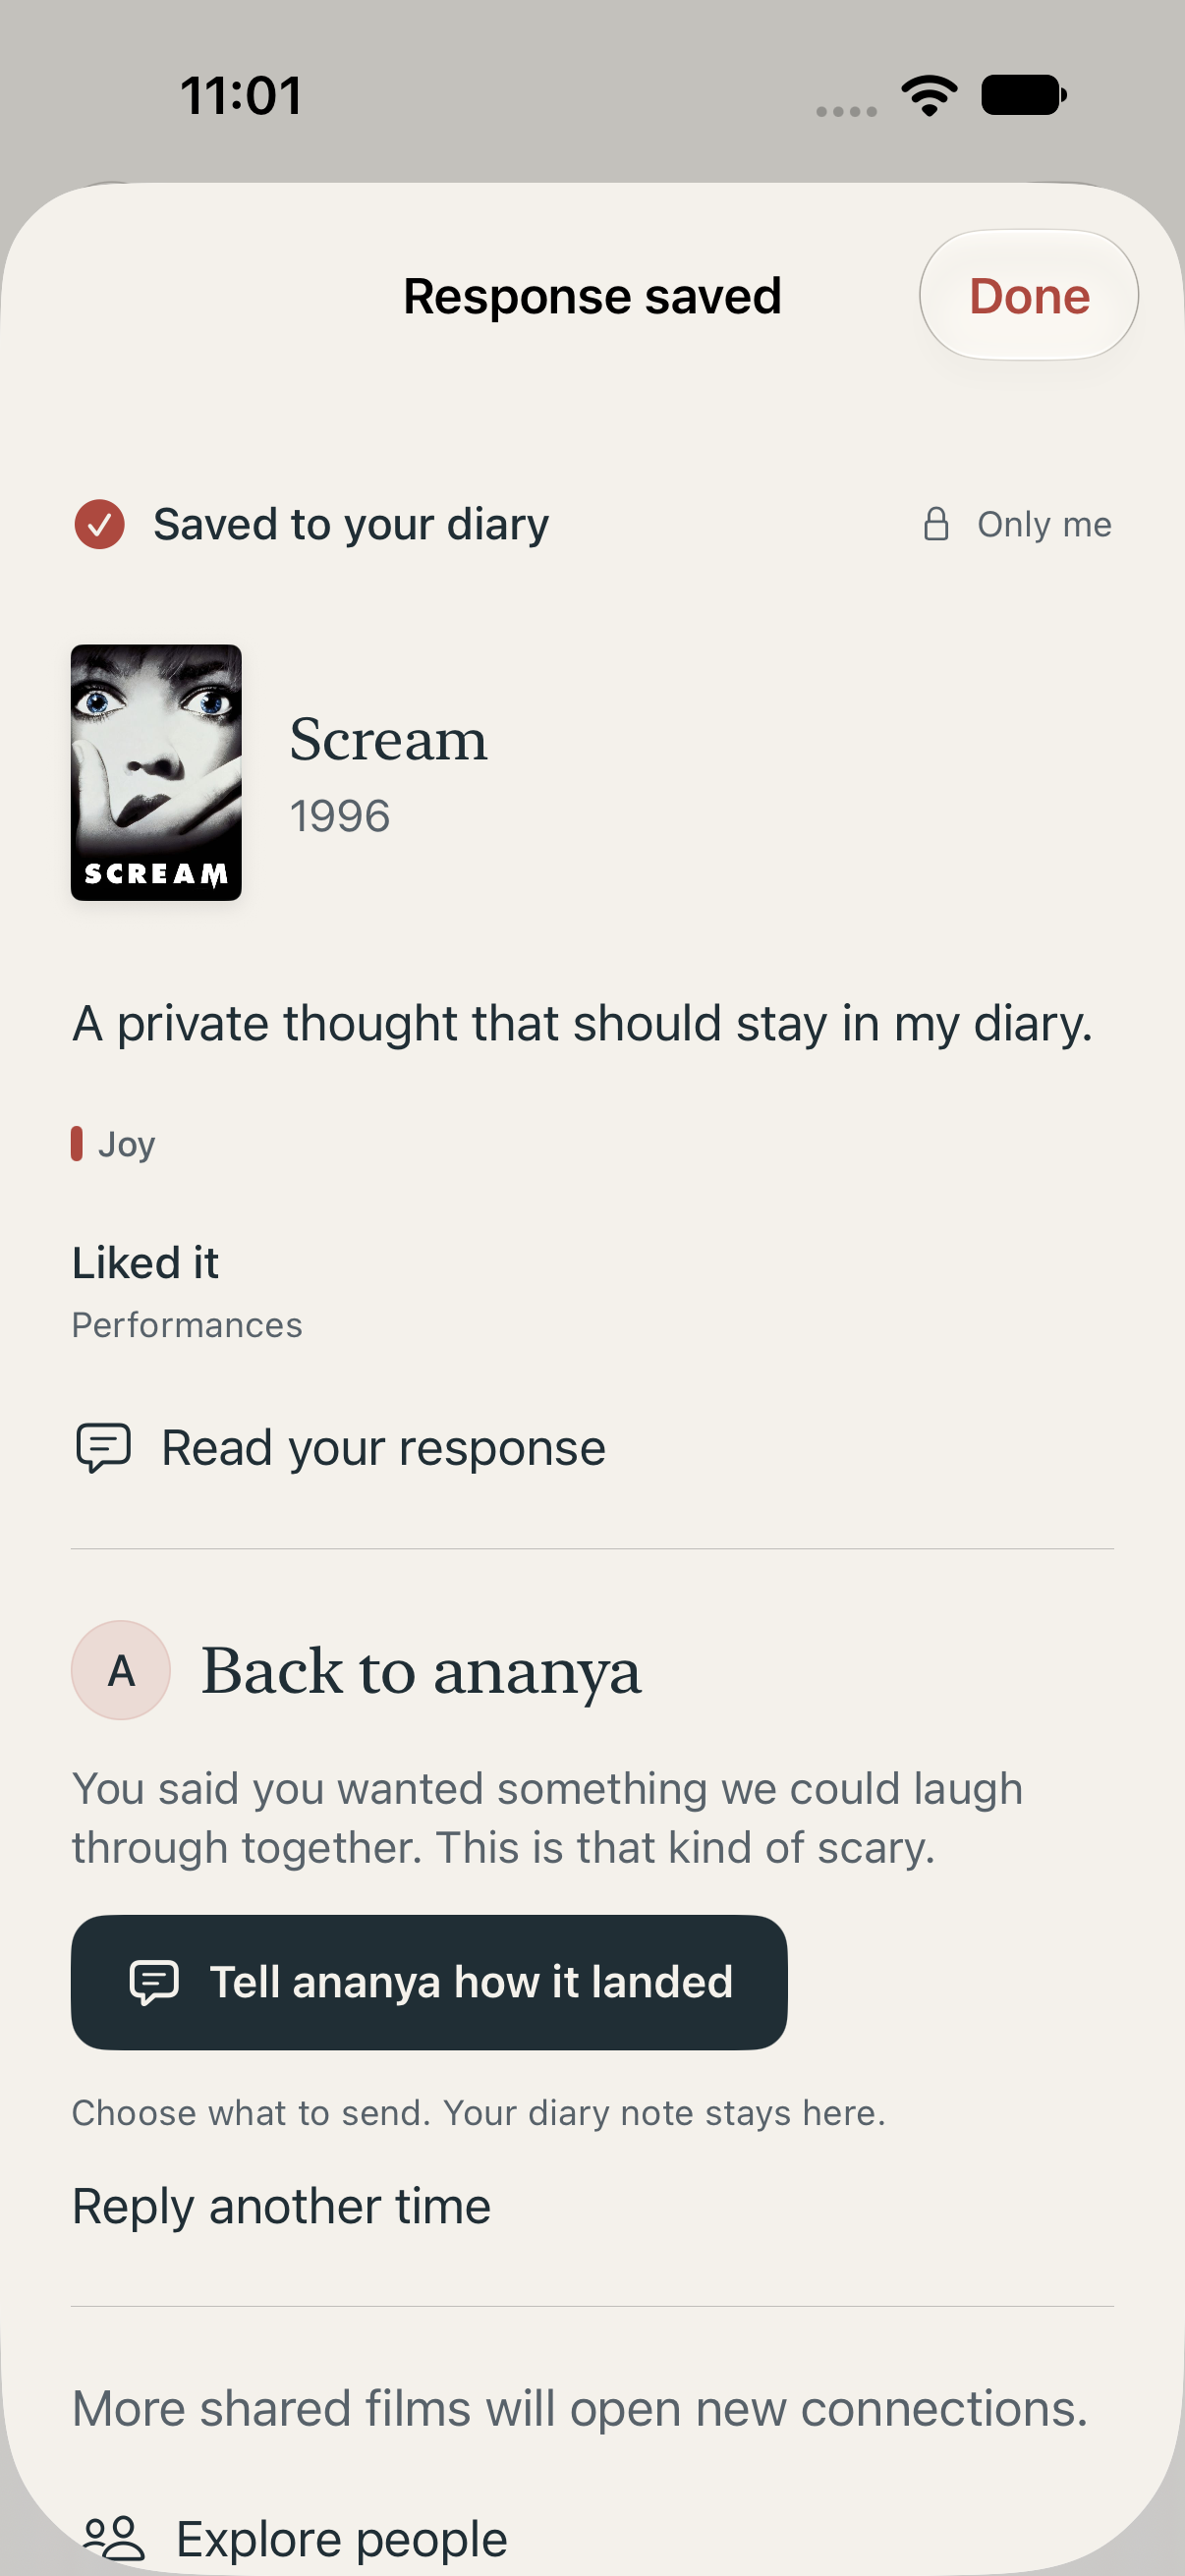 11:01
Response saved
Done
Saved to your diary
Only me
SCREAM
Scream
1996
A private thought that should stay in my diary.
Joy
Liked it
Performances
Read your response
A
Back to ananya
You said you wanted something we could laugh
through together. This is that kind of scary.
Tell ananya how it landed
Choose what to send. Your diary note stays here.
Reply another time
More shared films will open new connections.
Explore people